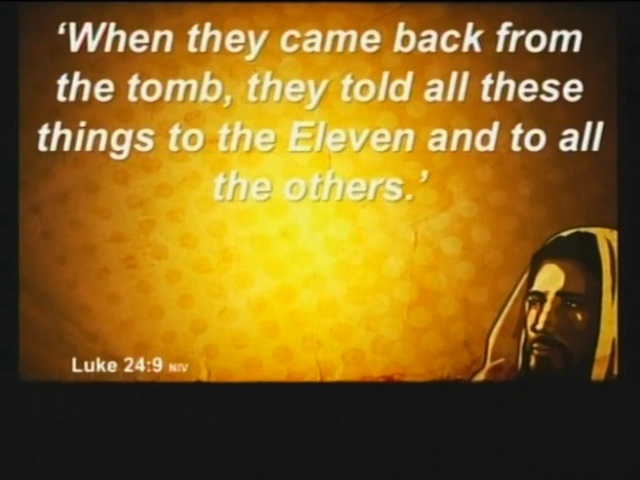 ‘When they came back from
the tomb, they told all these
things to the Eleven and to all
the others.’
Luke 24:9 NIV